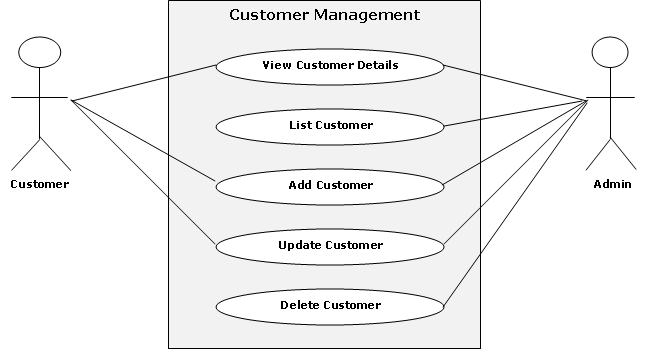 Customer Management
View Customer Details
List Customer
Add Customer
Customer
Admin
Update Customer
Delete Customer